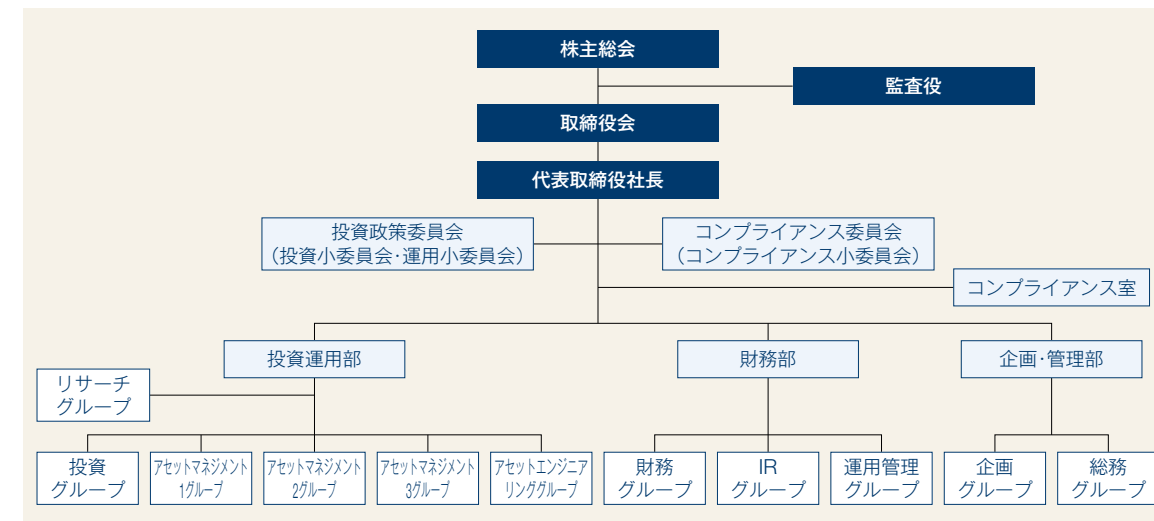 株主総会
監査役
取締役会
代表取締役社長
投資政策委員会
（投資小委員会･運用小委員会）
コンプライアンス委員会
（コンプライアンス小委員会）
コンプライアンス室
投資運用部
財務部
企画･管理部
リサーチ
グループ
投資
グループ
アセットマネジメント
1グループ
アセットマネジメント
2グループ
アセットマネジメント
3グループ
アセットエンジニア
リンググループ
財務
グループ
IR
グループ
運用管理
グループ
企画
グループ
総務
グループ